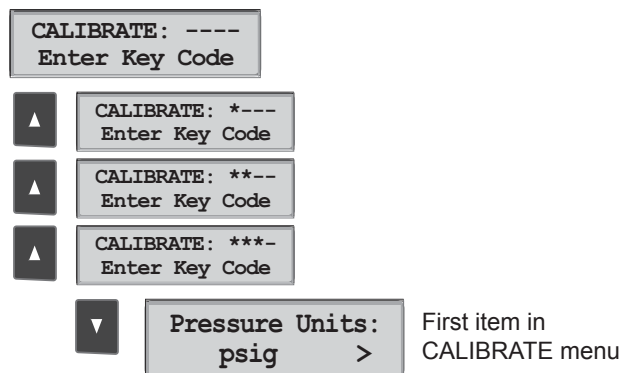 CALIBRATE: ----
Enter Key Code
CALIBRATE: *---
Enter Key Code
CALIBRATE: **--
Enter Key Code
CALIBRATE: ***-
Enter Key Code
Pressure Units:
psig >
First item in
CALIBRATE menu